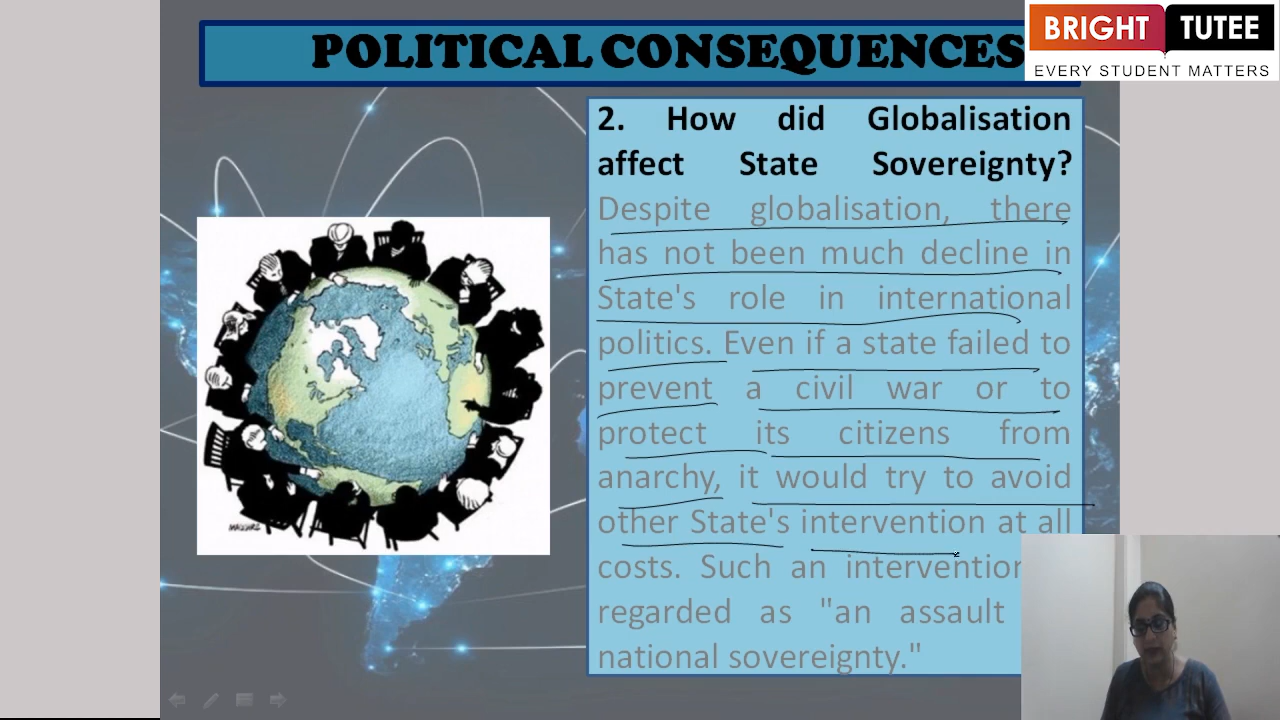 POLITICAL CONSEQUENCES
BRIGHT TUTEE
EVERY STUDENT MATTERS
2. How did Globalisation
affect State Sovereignty?
Despite globalisation, there
has not been much decline in
State's role in international
politics. Even if a state failed to
prevent a civil war or to
protect its citizens from
anarchy, it would try to avoid
other State's intervention at all
costs. Such an intervention
regarded as "an assault
national sovereignty."